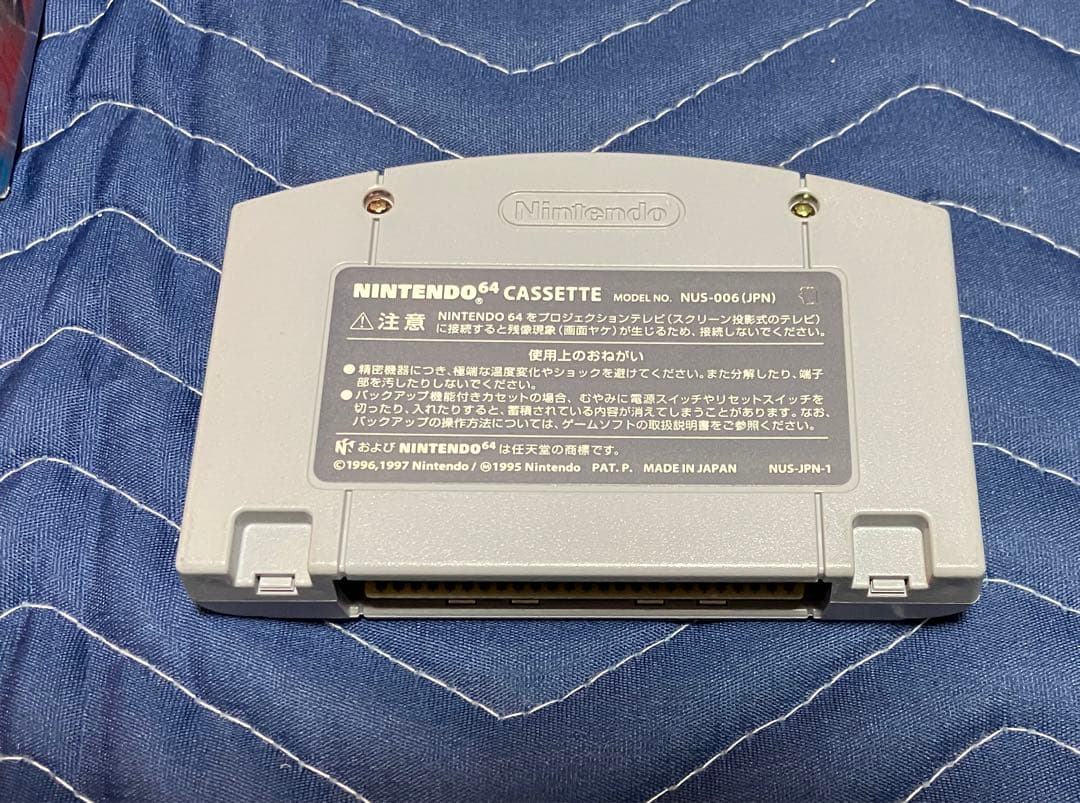 Nintendo
NINTENDO64 ® CASSETTE MODEL NO. NUS-006(JPN)
注意 NINTENDO 64 をプロジェクションテレビ(スクリーン投影式のテレビ)
に接続すると残像現象(画面ヤケ)が生じるため、接続しないでください。
使用上のおねがい
●精密機器につき、極端な温度変化やショックを避けてください。また分解したり、端子
部を汚したりしないでください。
●バックアップ機能付きカセットの場合、むやみに電源スイッチやリセットスイッチを
切ったり、入れたりすると、蓄積されている内容が消えてしまうことがあります。なお、
バックアップの操作方法については、ゲームソフトの取扱説明書をご参照ください。
および NINTENDO64 は任天堂の商標です。
©1996,1997 Nintendo / Ⓜ1995 Nintendo PAT. P. MADE IN JAPAN NUS-JPN-1